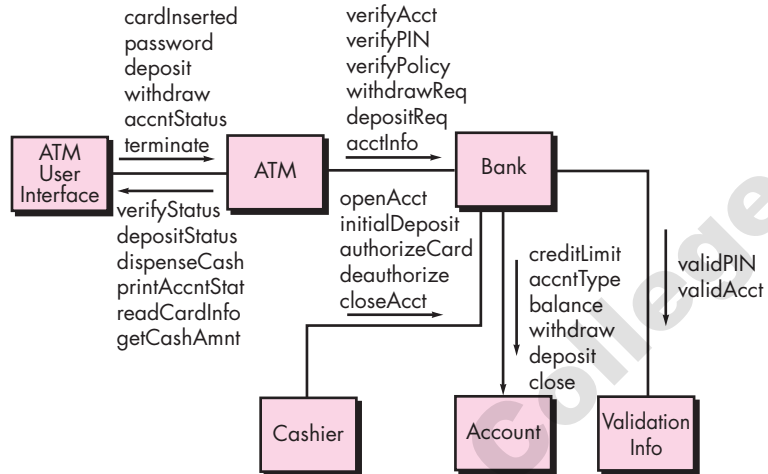 cardInserted
password
deposit
withdraw
accntStatus
terminate
verifyAcct
verifyPIN
verifyPolicy
withdrawReq
depositReq
acctInfo
ATM
User
Interface
ATM
Bank
verifyStatus
depositStatus
dispenseCash
printAccntStat
readCardInfo
getCashAmnt
openAcct
initialDeposit
authorizeCard
deauthorize
closeAcct
creditLimit
accntType
balance
withdraw
deposit
close
validPIN
validAcct
Cashier
Account
Validation
Info
College